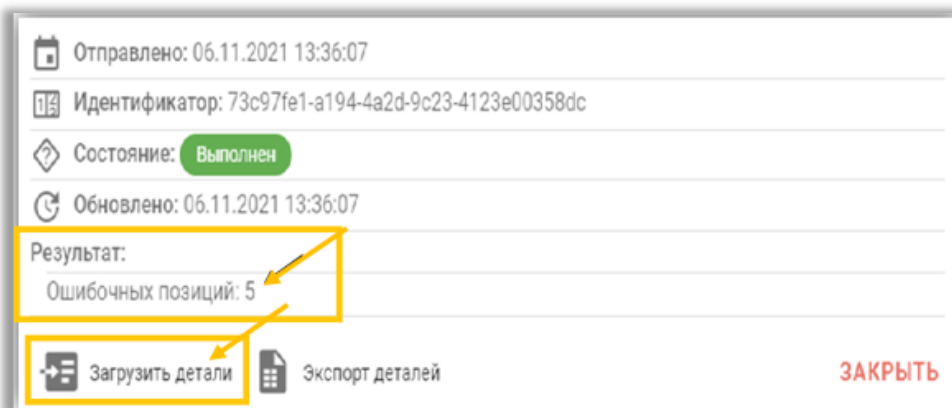 Отправлено: 06.11.2021 13:36:07
Идентификатор: 73c97fe1-a194-4a2d-9c23-4123e00358dc
Состояние: Выполнен
Обновлено: 06.11.2021 13:36:07
Результат:
Ошибочных позиций: 5
Загрузить детали Экспорт деталей ЗАКРЫТЬ